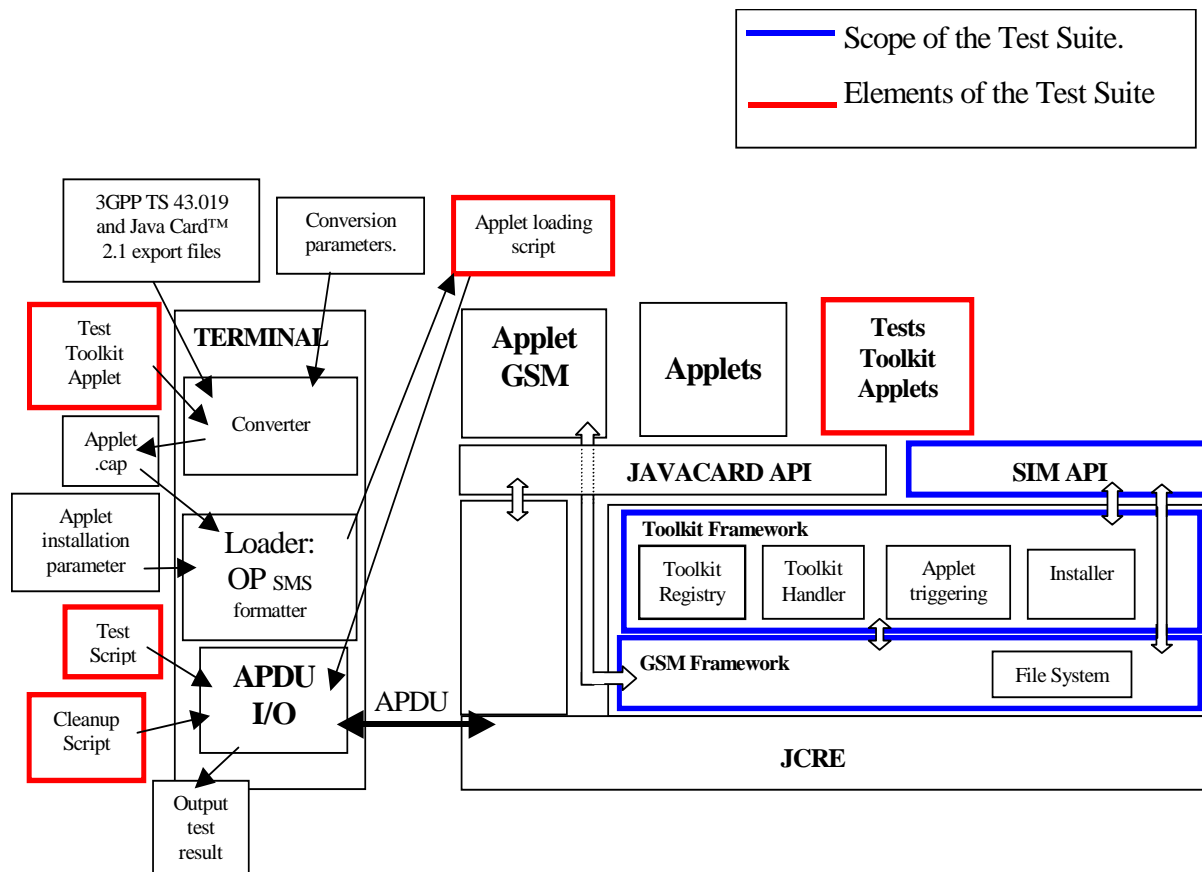 Scope of the Test Suite.
Elements of the Test Suite
3GPP TS 43.019
and Java Card™
2.1 export files
Conversion
parameters.
Applet loading
script
Test
Toolkit
Applet
TERMINAL
Converter
Applet
.cap
Applet
installation
parameter
Loader:
OP SMS
formatter
Test
Script
Cleanup
Script
APDU
I/O
Output
test
result
APDU
Applet
GSM
Applets
Tests
Toolkit
Applets
JAVACARD API
SIM API
Toolkit Framework
Toolkit
Registry
Toolkit
Handler
Applet
triggering
Installer
GSM Framework
File System
JCRE